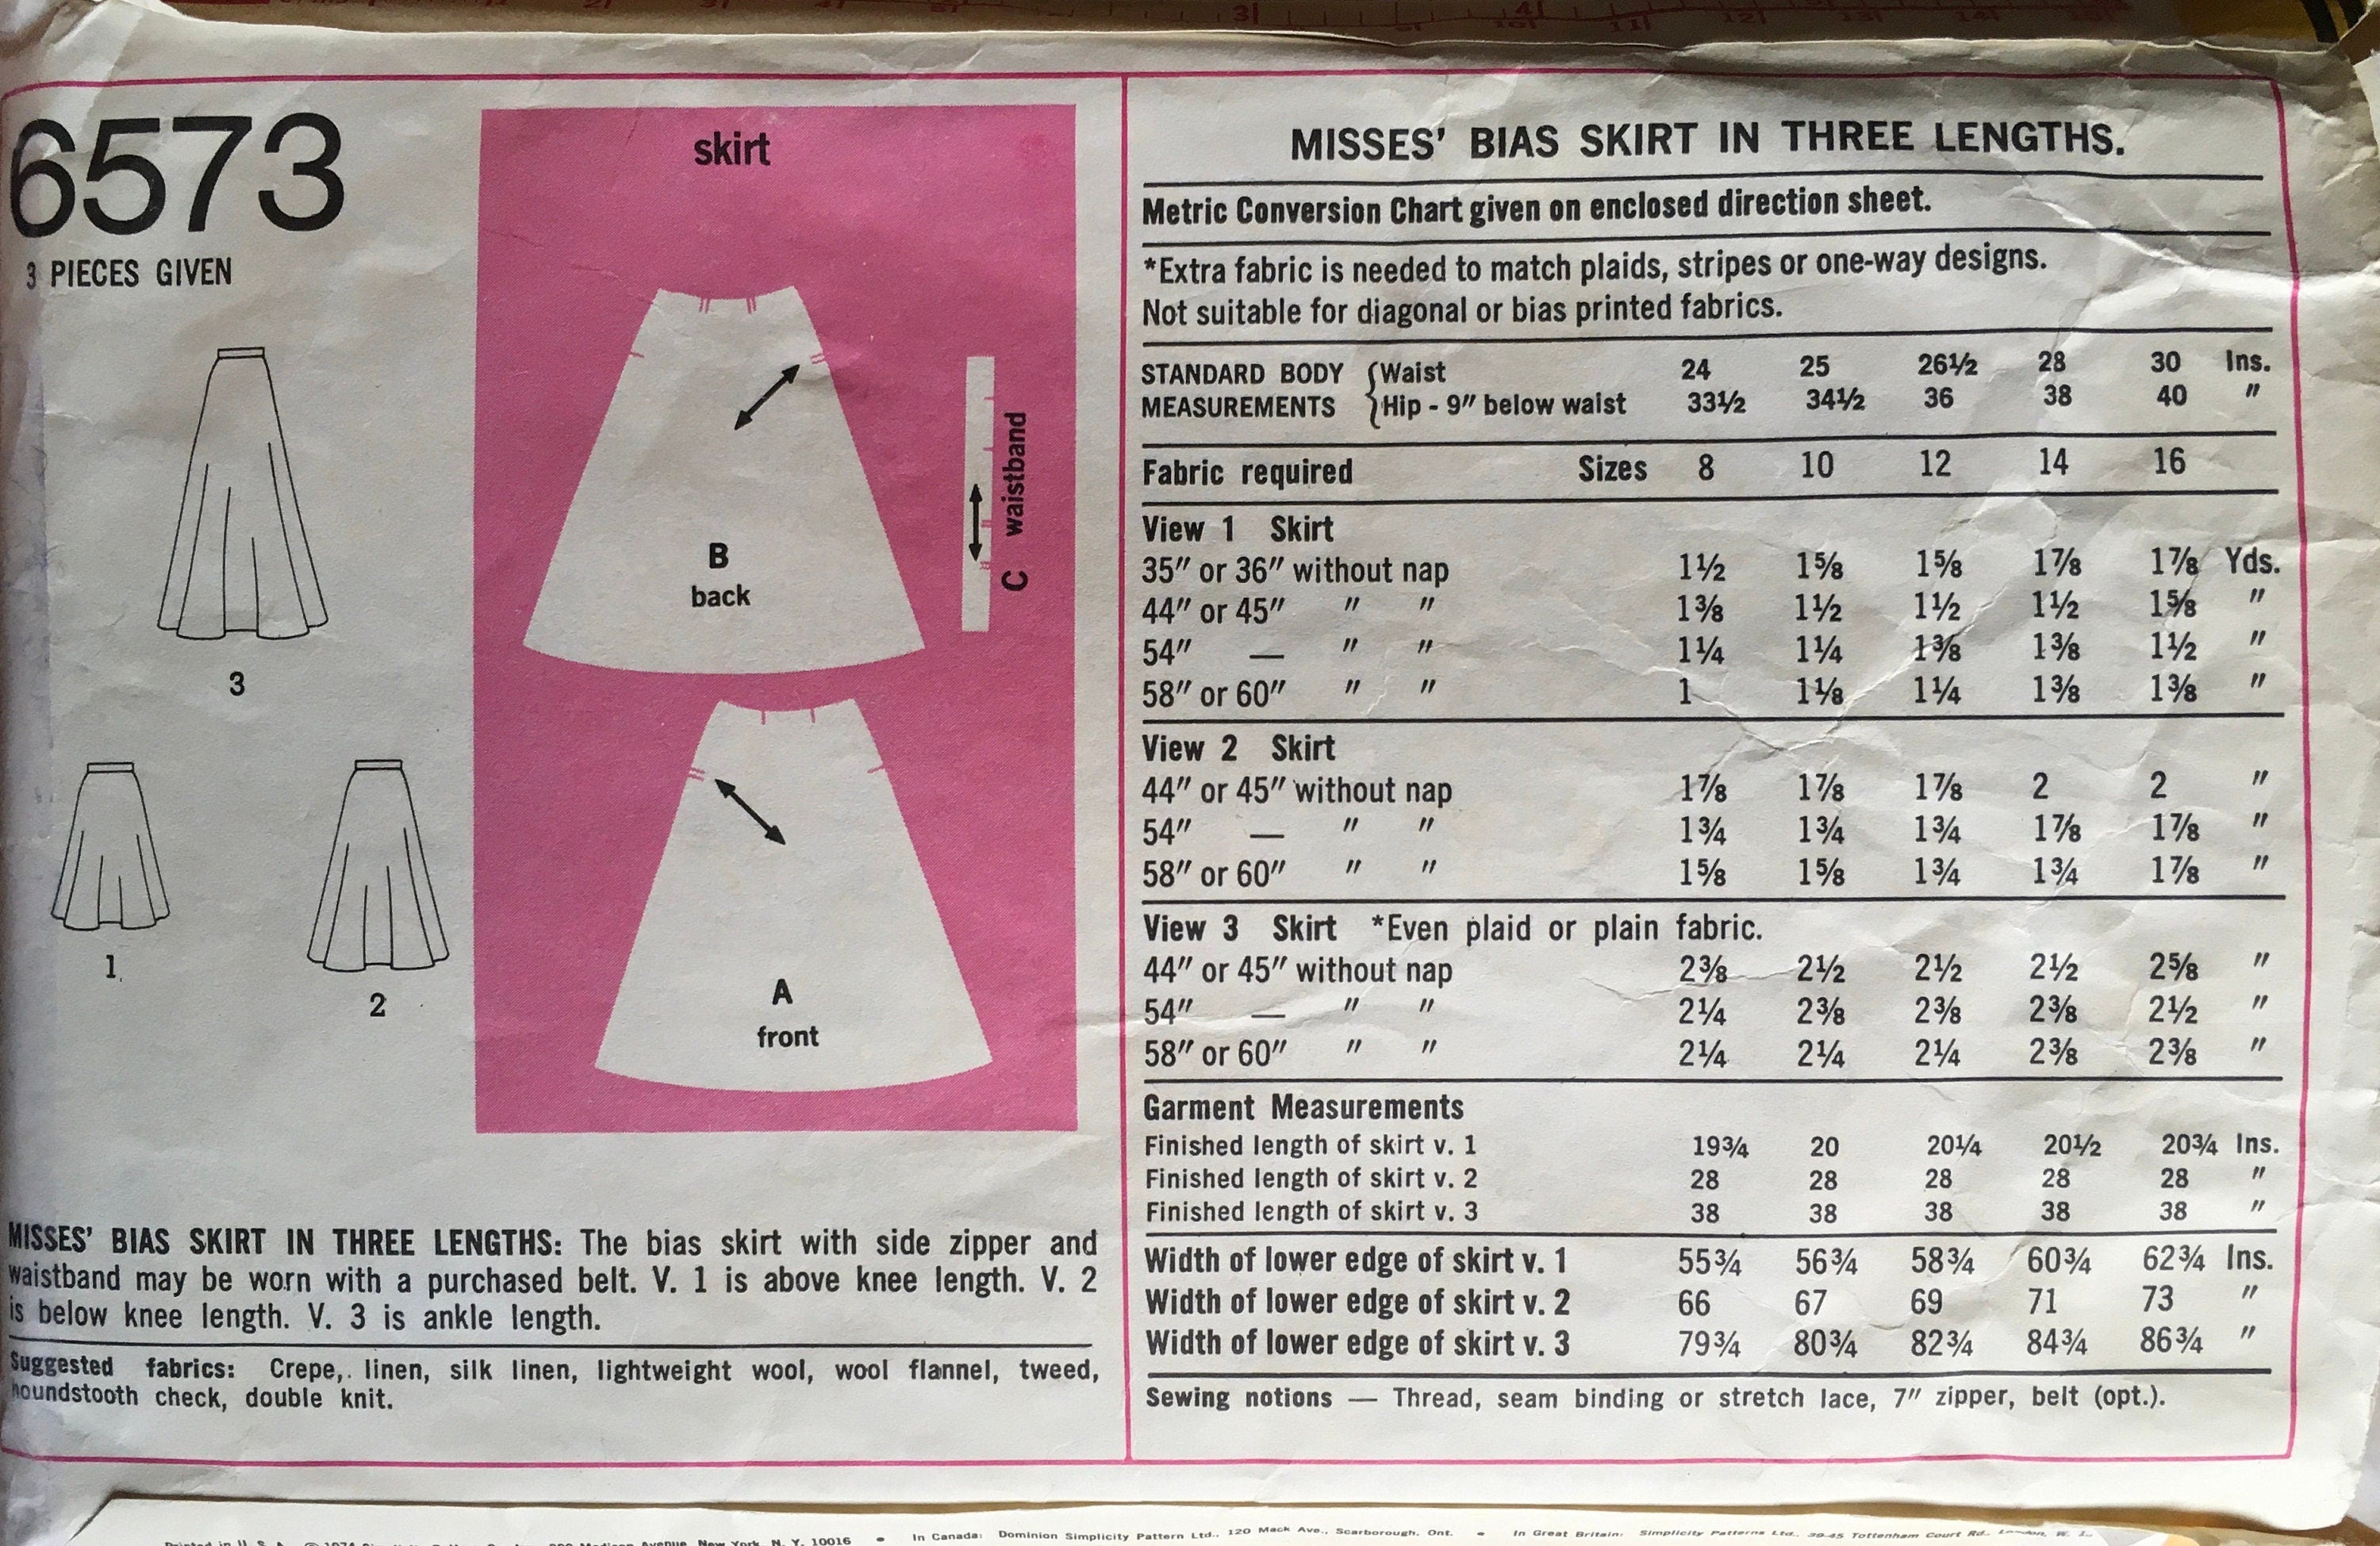 6573
3 PIECES GIVEN
3
1
2
skirt
B
back
C waistband
A
front
MISSES' BIAS SKIRT IN THREE LENGTHS: The bias skirt with side zipper and
waistband may be worn with a purchased belt. V. 1 is above knee length. V. 2
is below knee length. V. 3 is ankle length.
Suggested fabrics: Crepe, linen, silk linen, lightweight wool, wool flannel, tweed,
houndstooth check, double knit.
MISSES' BIAS SKIRT IN THREE LENGTHS.
Metric Conversion Chart given on enclosed direction sheet.
*Extra fabric is needed to match plaids, stripes or one-way designs.
Not suitable for diagonal or bias printed fabrics.
STANDARD BODY {Waist 24 25 26½ 28 30 Ins.
MEASUREMENTS {Hip - 9" below waist 33½ 34½ 36 38 40 "
Fabric required Sizes 8 10 12 14 16
View 1 Skirt
35" or 36" without nap 1½ 1⅝ 1⅝ 1⅞ 1⅞ Yds.
44" or 45" " " 1⅜ 1½ 1½ 1½ 1⅝ "
54" — " " 1¼ 1¼ 1⅜ 1⅜ 1½ "
58" or 60" " " 1 1⅛ 1¼ 1⅜ 1⅜ "
View 2 Skirt
44" or 45" without nap 1⅞ 1⅞ 1⅞ 2 2 "
54" — " " 1¾ 1¾ 1¾ 1⅞ 1⅞ "
58" or 60" " " 1⅝ 1⅝ 1¾ 1¾ 1⅞ "
View 3 Skirt *Even plaid or plain fabric.
44" or 45" without nap 2⅜ 2½ 2½ 2½ 2⅝ "
54" — " " 2¼ 2⅜ 2⅜ 2⅜ 2½ "
58" or 60" " " 2¼ 2¼ 2¼ 2⅜ 2⅜ "
Garment Measurements
Finished length of skirt v. 1 19¾ 20 20¼ 20½ 20¾ Ins.
Finished length of skirt v. 2 28 28 28 28 28 "
Finished length of skirt v. 3 38 38 38 38 38 "
Width of lower edge of skirt v. 1 55¾ 56¾ 58¾ 60¾ 62¾ Ins.
Width of lower edge of skirt v. 2 66 67 69 71 73 "
Width of lower edge of skirt v. 3 79¾ 80¾ 82¾ 84¾ 86¾ "
Sewing notions — Thread, seam binding or stretch lace, 7" zipper, belt (opt.).
New York, N. Y. 10016 • In Canada: Dominion Simplicity Pattern Ltd., 120 Mack Ave., Scarborough, Ont. • In Great Britain: Simplicity Patterns Ltd., 39-45 Tottenham Court Rd.,